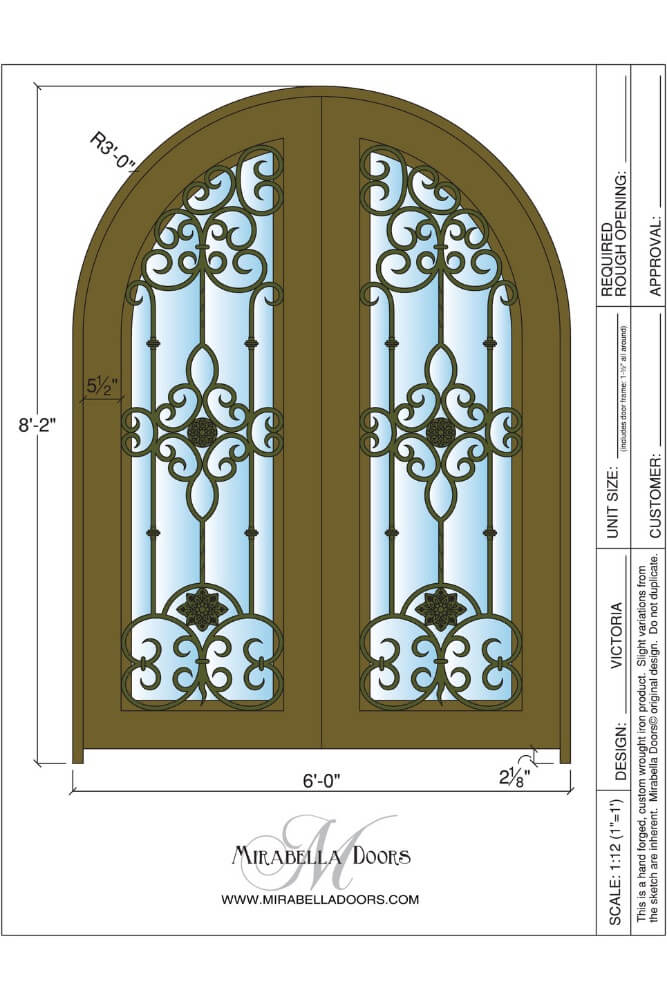 R3'-0"
5½"
8'-2"
6'-0"
2⅛"
M
MIRABELLA DOORS
WWW.MIRABELLADOORS.COM
REQUIRED
ROUGH OPENING:
APPROVAL:
UNIT SIZE:
(includes door frame: 1-½" all around)
CUSTOMER:
DESIGN: VICTORIA
SCALE: 1:12 (1"=1')
This is a hand forged, custom wrought iron product. Slight variations from
the sketch are inherent. Mirabella Doors© original design. Do not duplicate.